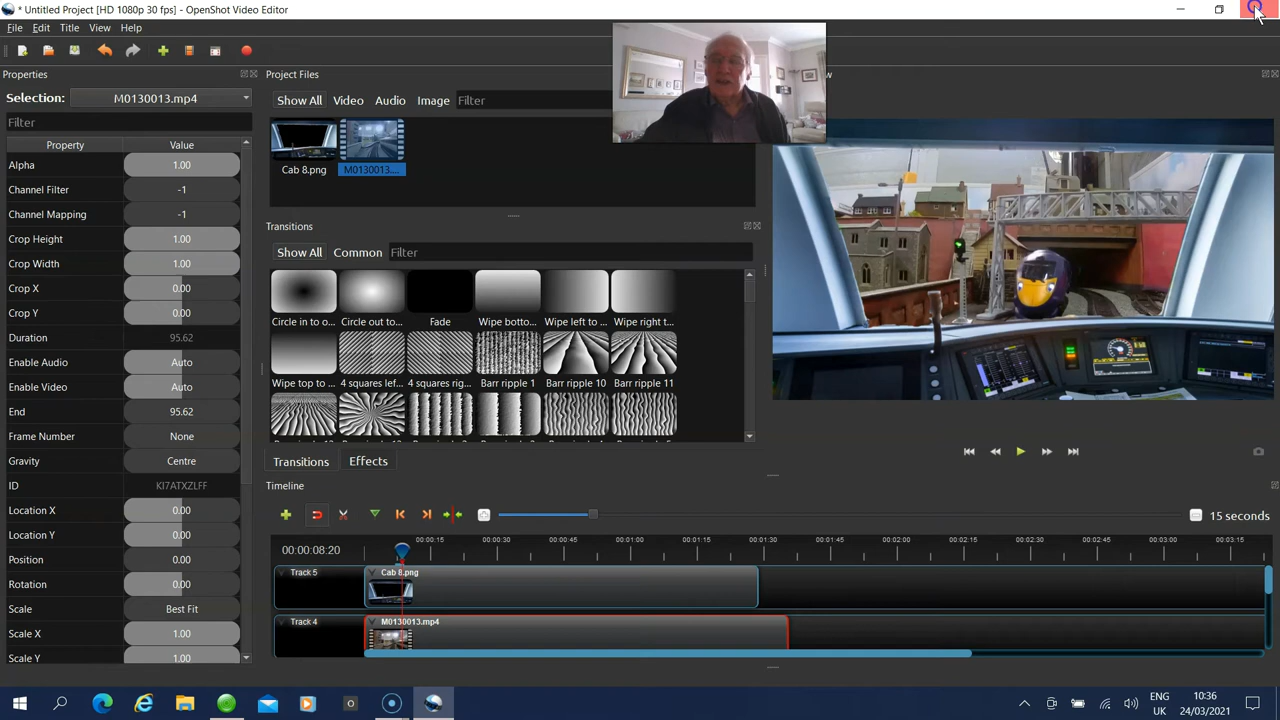 * Untitled Project [HD 1080p 30 fps] - OpenShot Video Editor
File Edit Title View Help
Properties
Selection: M0130013.mp4
Filter
Property Value
Alpha 1.00
Channel Filter -1
Channel Mapping -1
Crop Height 1.00
Crop Width 1.00
Crop X 0.00
Crop Y 0.00
Duration 95.62
Enable Audio Auto
Enable Video Auto
End 95.62
Frame Number None
Gravity Centre
ID KI7ATXZLFF
Location X 0.00
Location Y 0.00
Position 0.00
Rotation 0.00
Scale Best Fit
Scale X 1.00
Scale Y 1.00
Project Files
Show All Video Audio Image Filter
Cab 8.png M0130013....
Transitions
Show All Common Filter
Circle in to o... Circle out to... Fade Wipe botto... Wipe left to ... Wipe right t...
Wipe top to ... 4 squares lef... 4 squares rig... Barr ripple 1 Barr ripple 10 Barr ripple 11
Transitions Effects
Timeline
15 seconds
00:00:08:20 00:00:15 00:00:30 00:00:45 00:01:00 00:01:15 00:01:30 00:01:45 00:02:00 00:02:15 00:02:30 00:02:45 00:03:00 00:03:15
Track 5 Cab 8.png
Track 4 M0130013.mp4
ENG
UK
10:36
24/03/2021